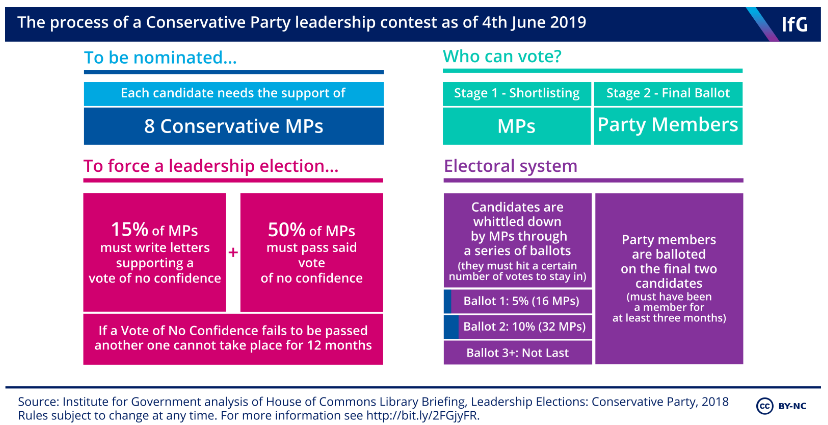 The process of a Conservative Party leadership contest as of 4th June 2019
IfG
To be nominated...
Each candidate needs the support of
8 Conservative MPs
Who can vote?
Stage 1 - Shortlisting
MPs
Stage 2 - Final Ballot
Party Members
To force a leadership election...
15% of MPs
must write letters
supporting a
vote of no confidence
+
50% of MPs
must pass said
vote
of no confidence
If a Vote of No Confidence fails to be passed
another one cannot take place for 12 months
Electoral system
Candidates are
whittled down
by MPs through
a series of ballots
(they must hit a certain
number of votes to stay in)
Ballot 1: 5% (16 MPs)
Ballot 2: 10% (32 MPs)
Ballot 3+: Not Last
Party members
are balloted
on the final two
candidates
(must have been
a member for
at least three months)
Source: Institute for Government analysis of House of Commons Library Briefing, Leadership Elections: Conservative Party, 2018
Rules subject to change at any time. For more information see http://bit.ly/2FGjyFR.
cc BY-NC